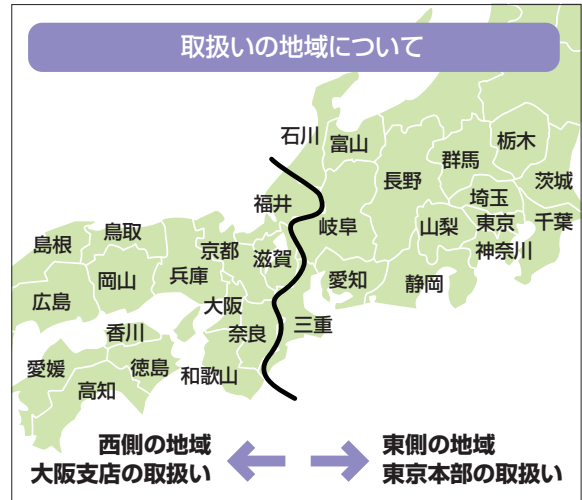 取扱いの地域について
石川
富山
栃木
群馬
長野
茨城
福井
埼玉
岐阜
山梨
東京
千葉
鳥取
島根
京都
滋賀
神奈川
兵庫
岡山
愛知
静岡
広島
大阪
三重
奈良
香川
愛媛
徳島
和歌山
高知
西側の地域
大阪支店の取扱い
東側の地域
東京本部の取扱い